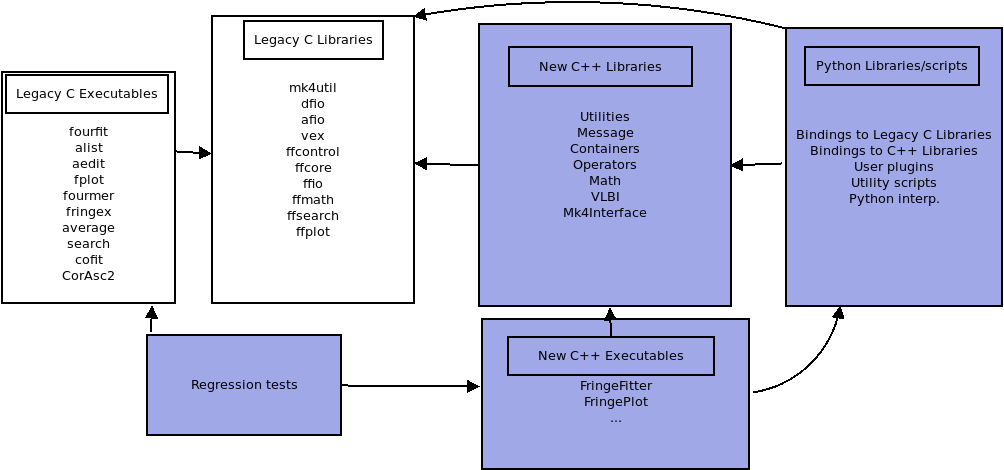 Legacy C Executables
fourfit
alist
aedit
fplot
fourmer
fringex
average
search
cofit
CorAsc2
Legacy C Libraries
mk4util
dfio
afio
vex
ffcontrol
ffcore
ffio
ffmath
ffsearch
ffplot
New C++ Libraries
Utilities
Message
Containers
Operators
Math
VLBI
Mk4Interface
Python Libraries/scripts
Bindings to Legacy C Libraries
Bindings to C++ Libraries
User plugins
Utility scripts
Python interp.
Regression tests
New C++ Executables
FringeFitter
FringePlot
...